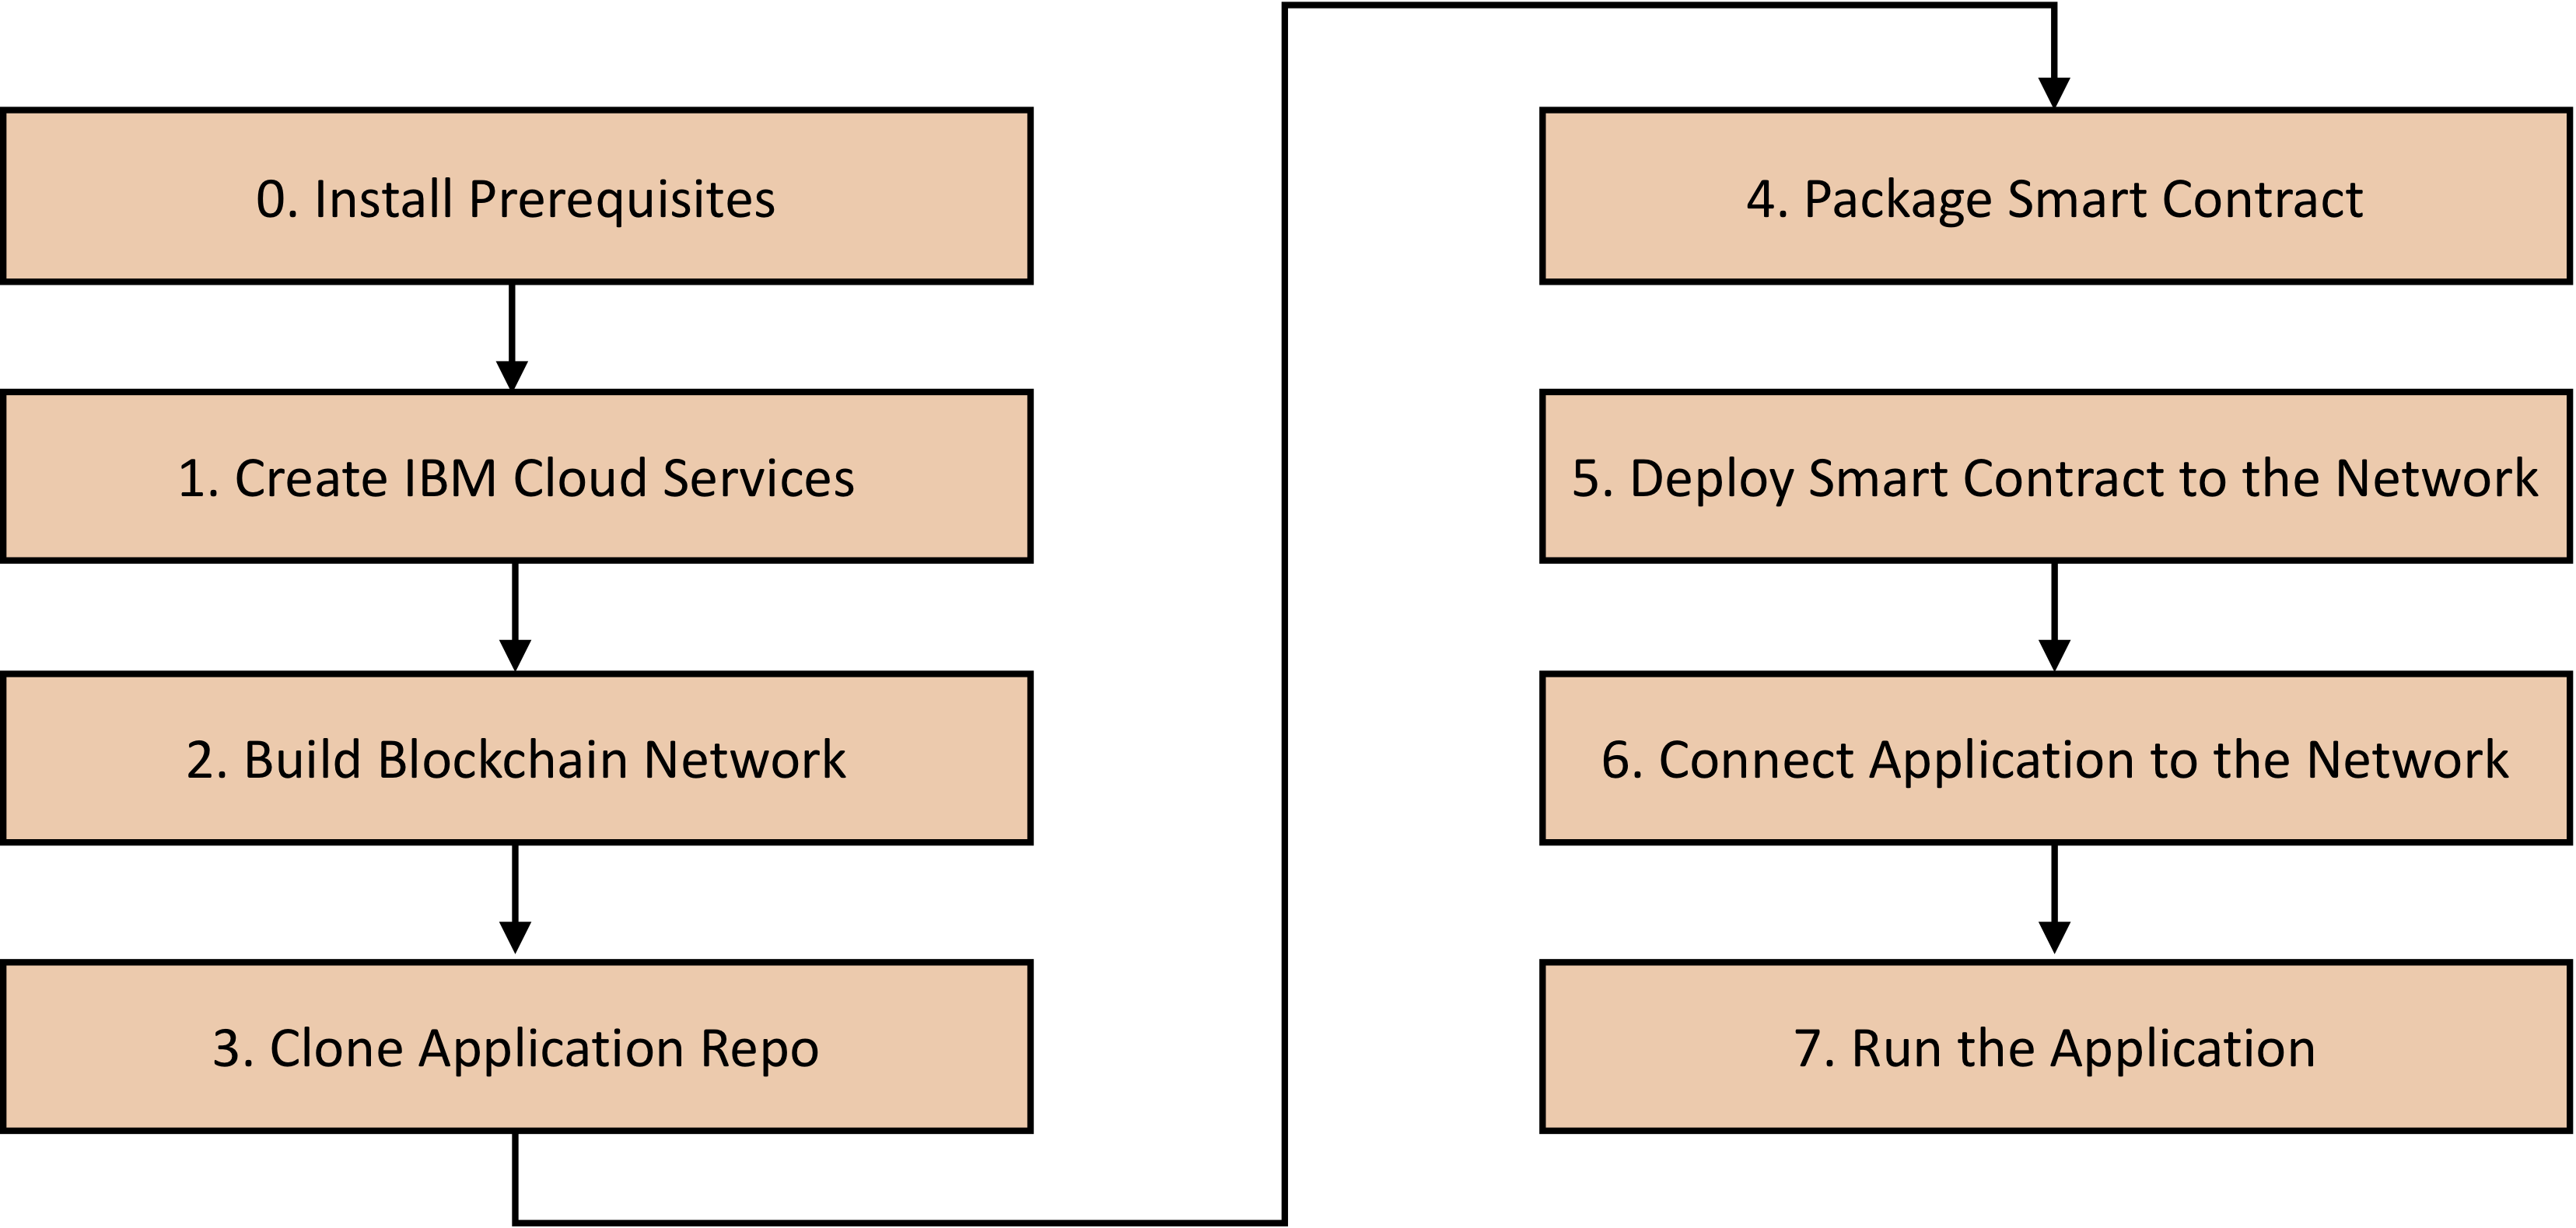 0. Install Prerequisites
1. Create IBM Cloud Services
2. Build Blockchain Network
3. Clone Application Repo
4. Package Smart Contract
5. Deploy Smart Contract to the Network
6. Connect Application to the Network
7. Run the Application